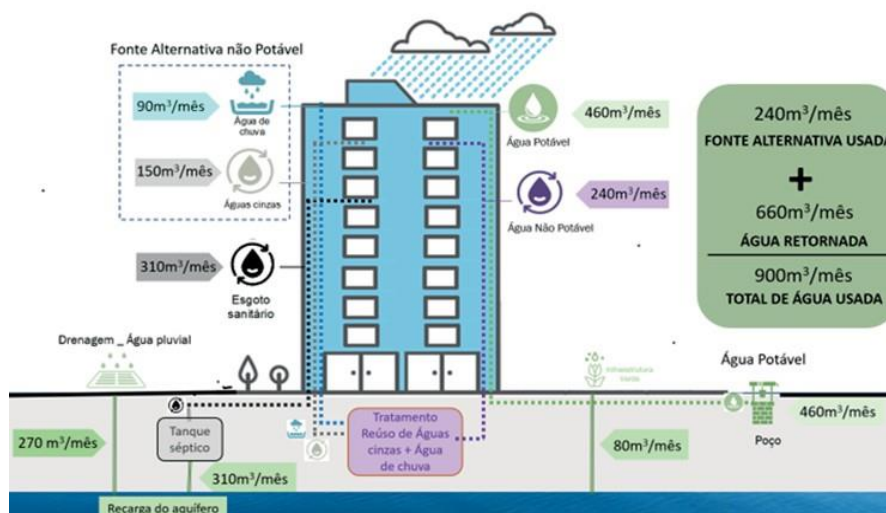 Fonte Alternativa não Potável
90m³/mês
Água de
chuva
150m³/mês
Águas cinzas
310m³/mês
Esgoto
sanitário
Água Potável
460m³/mês
Água Não Potável
240m³/mês
240m³/mês
FONTE ALTERNATIVA USADA
+
660m³/mês
ÁGUA RETORNADA
900m³/mês
TOTAL DE ÁGUA USADA
Drenagem _ Água pluvial
Infraestrutura
Verde
Água Potável
Tanque
séptico
Tratamento
Reúso de Águas
cinzas + Água
de chuva
460m³/mês
Poço
270 m³/mês
310m³/mês
80m³/mês
Recarga do aquífero